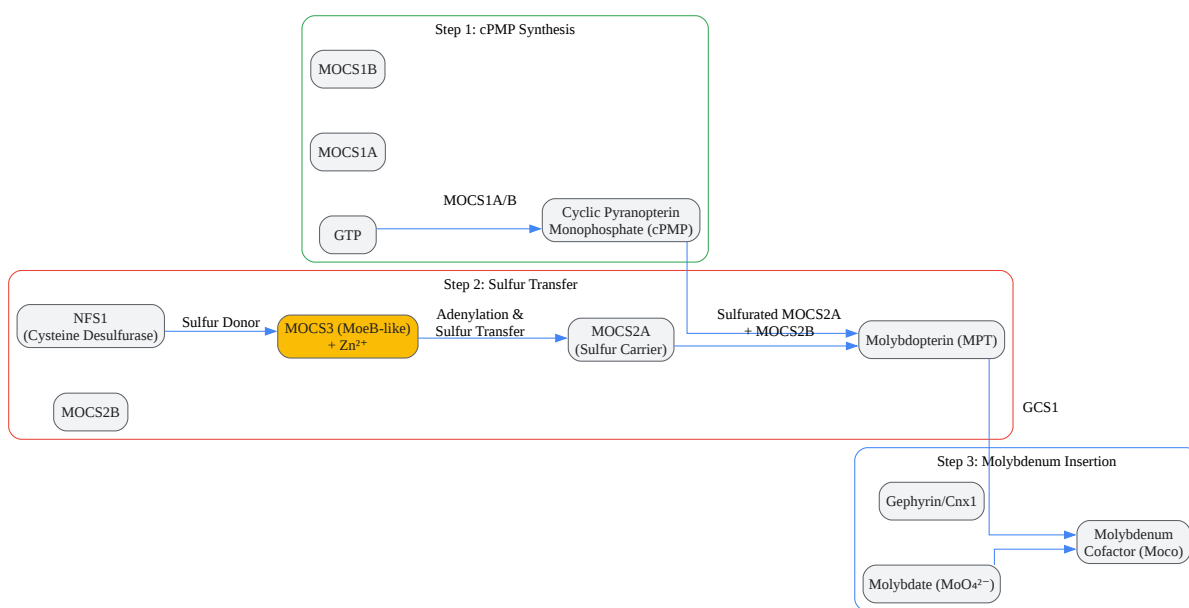 Step 1: cPMP Synthesis
MOCS1B
MOCS1A
MOCS1A/B
GTP
Cyclic Pyranopterin
Monophosphate (cPMP)
Step 2: Sulfur Transfer
NFS1
(Cysteine Desulfurase)
Sulfur Donor
MOCS3 (MoeB-like)
+ Zn²⁺
Adenylation &
Sulfur Transfer
MOCS2A
(Sulfur Carrier)
Sulfurated MOCS2A
+ MOCS2B
Molybdopterin (MPT)
MOCS2B
GCS1
Step 3: Molybdenum Insertion
Gephyrin/Cnx1
Molybdenum
Cofactor (Moco)
Molybdate (MoO₄²⁻)